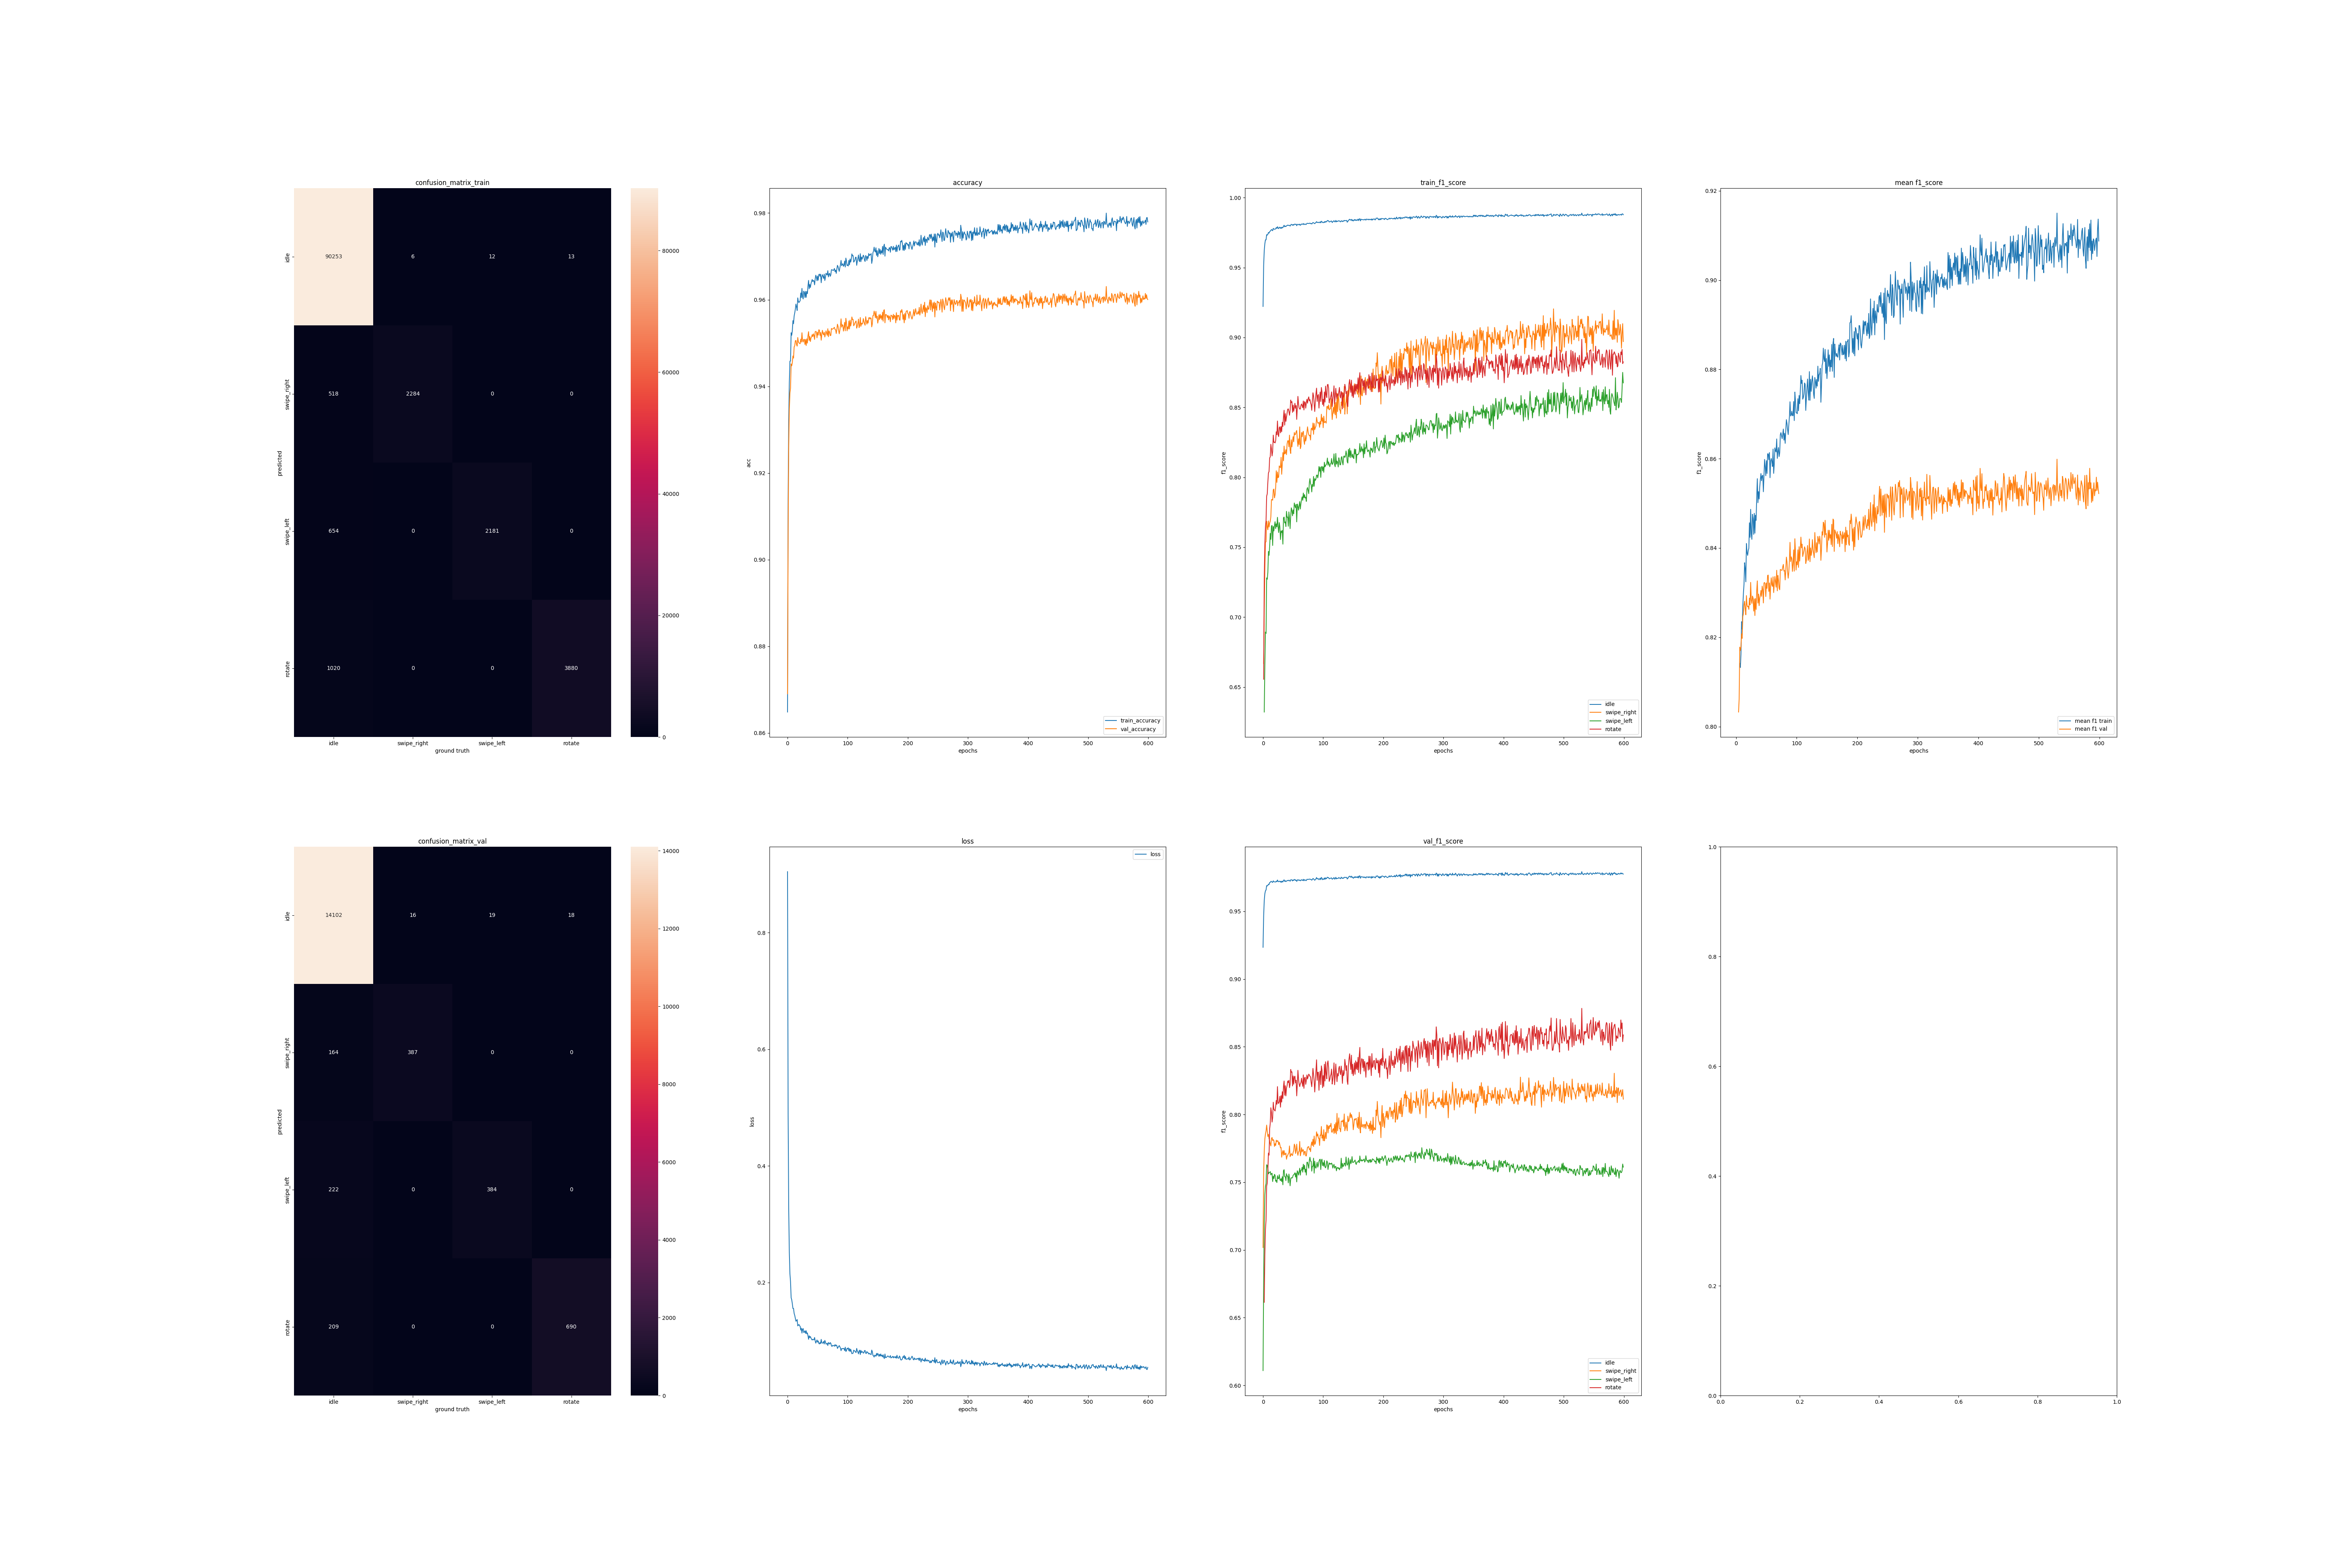 confusion_matrix_train
idle
swipe_right
swipe_left
rotate
predicted
90253 6 12 13
518 2284 0 0
654 0 2181 0
1020 0 0 3880
idle swipe_right swipe_left rotate
ground truth
80000
60000
40000
20000
0
accuracy
acc
0.98
0.96
0.94
0.92
0.90
0.88
0.86
0 100 200 300 400 500 600
epochs
train_accuracy
val_accuracy
train_f1_score
f1_score
1.00
0.95
0.90
0.85
0.80
0.75
0.70
0.65
0 100 200 300 400 500 600
epochs
idle
swipe_right
swipe_left
rotate
mean f1_score
f1_score
0.92
0.90
0.88
0.86
0.84
0.82
0.80
0 100 200 300 400 500 600
epochs
mean f1 train
mean f1 val
confusion_matrix_val
idle
swipe_right
swipe_left
rotate
predicted
14102 16 19 18
164 387 0 0
222 0 384 0
209 0 0 690
idle swipe_right swipe_left rotate
ground truth
14000
12000
10000
8000
6000
4000
2000
0
loss
loss
0.8
0.6
0.4
0.2
0 100 200 300 400 500 600
epochs
loss
val_f1_score
f1_score
0.95
0.90
0.85
0.80
0.75
0.70
0.65
0.60
0 100 200 300 400 500 600
epochs
idle
swipe_right
swipe_left
rotate
1.0
0.8
0.6
0.4
0.2
0.0
0.0 0.2 0.4 0.6 0.8 1.0